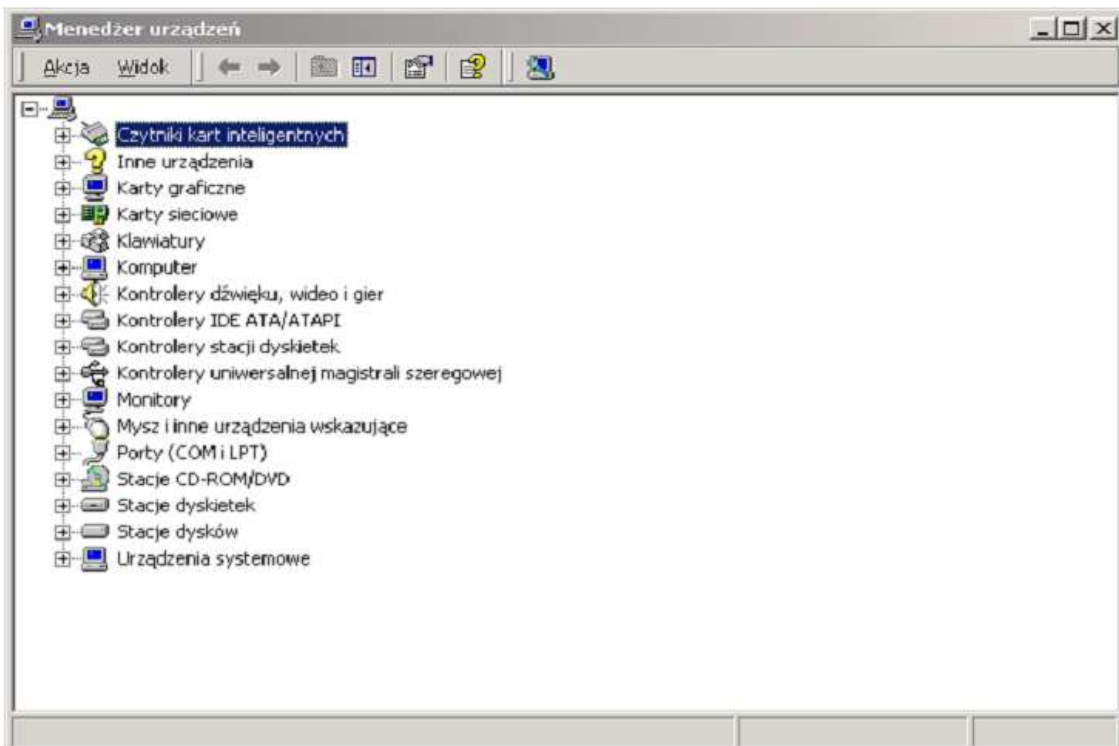 Menedżer urządzeń
Akcja Widok
Czytniki kart inteligentnych
Inne urządzenia
Karty graficzne
Karty sieciowe
Klawiatury
Komputer
Kontrolery dźwięku, wideo i gier
Kontrolery IDE ATA/ATAPI
Kontrolery stacji dyskietek
Kontrolery uniwersalnej magistrali szeregowej
Monitory
Mysz i inne urządzenia wskazujące
Porty (COM i LPT)
Stacje CD-ROM/DVD
Stacje dyskietek
Stacje dysków
Urządzenia systemowe